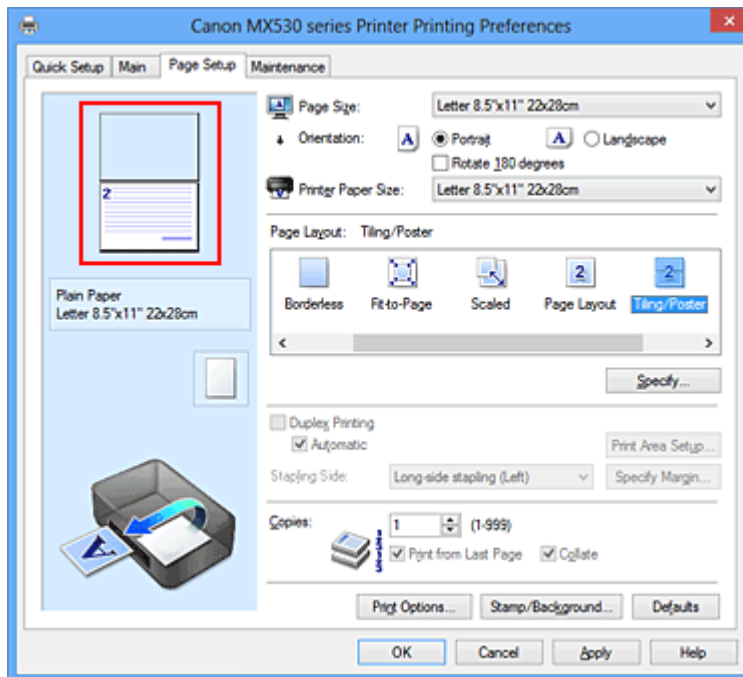 Canon MX530 series Printer Printing Preferences
Quick Setup Main Page Setup Maintenance
2
Plain Paper
Letter 8.5"x11" 22x28cm
Page Size: Letter 8.5"x11" 22x28cm
Orientation: A Portrait A Landscape
Rotate 180 degrees
Printer Paper Size: Letter 8.5"x11" 22x28cm
Page Layout: Tiling/Poster
2 2
Borderless Fit-to-Page Scaled Page Layout Tiling/Poster
Specify...
Duplex Printing
Automatic Print Area Setup...
Stapling Side: Long-side stapling (Left) Specify Margin...
Copies: 1 (1-999)
Print from Last Page Collate
A
Print Options... Stamp/Background... Defaults
OK Cancel Apply Help